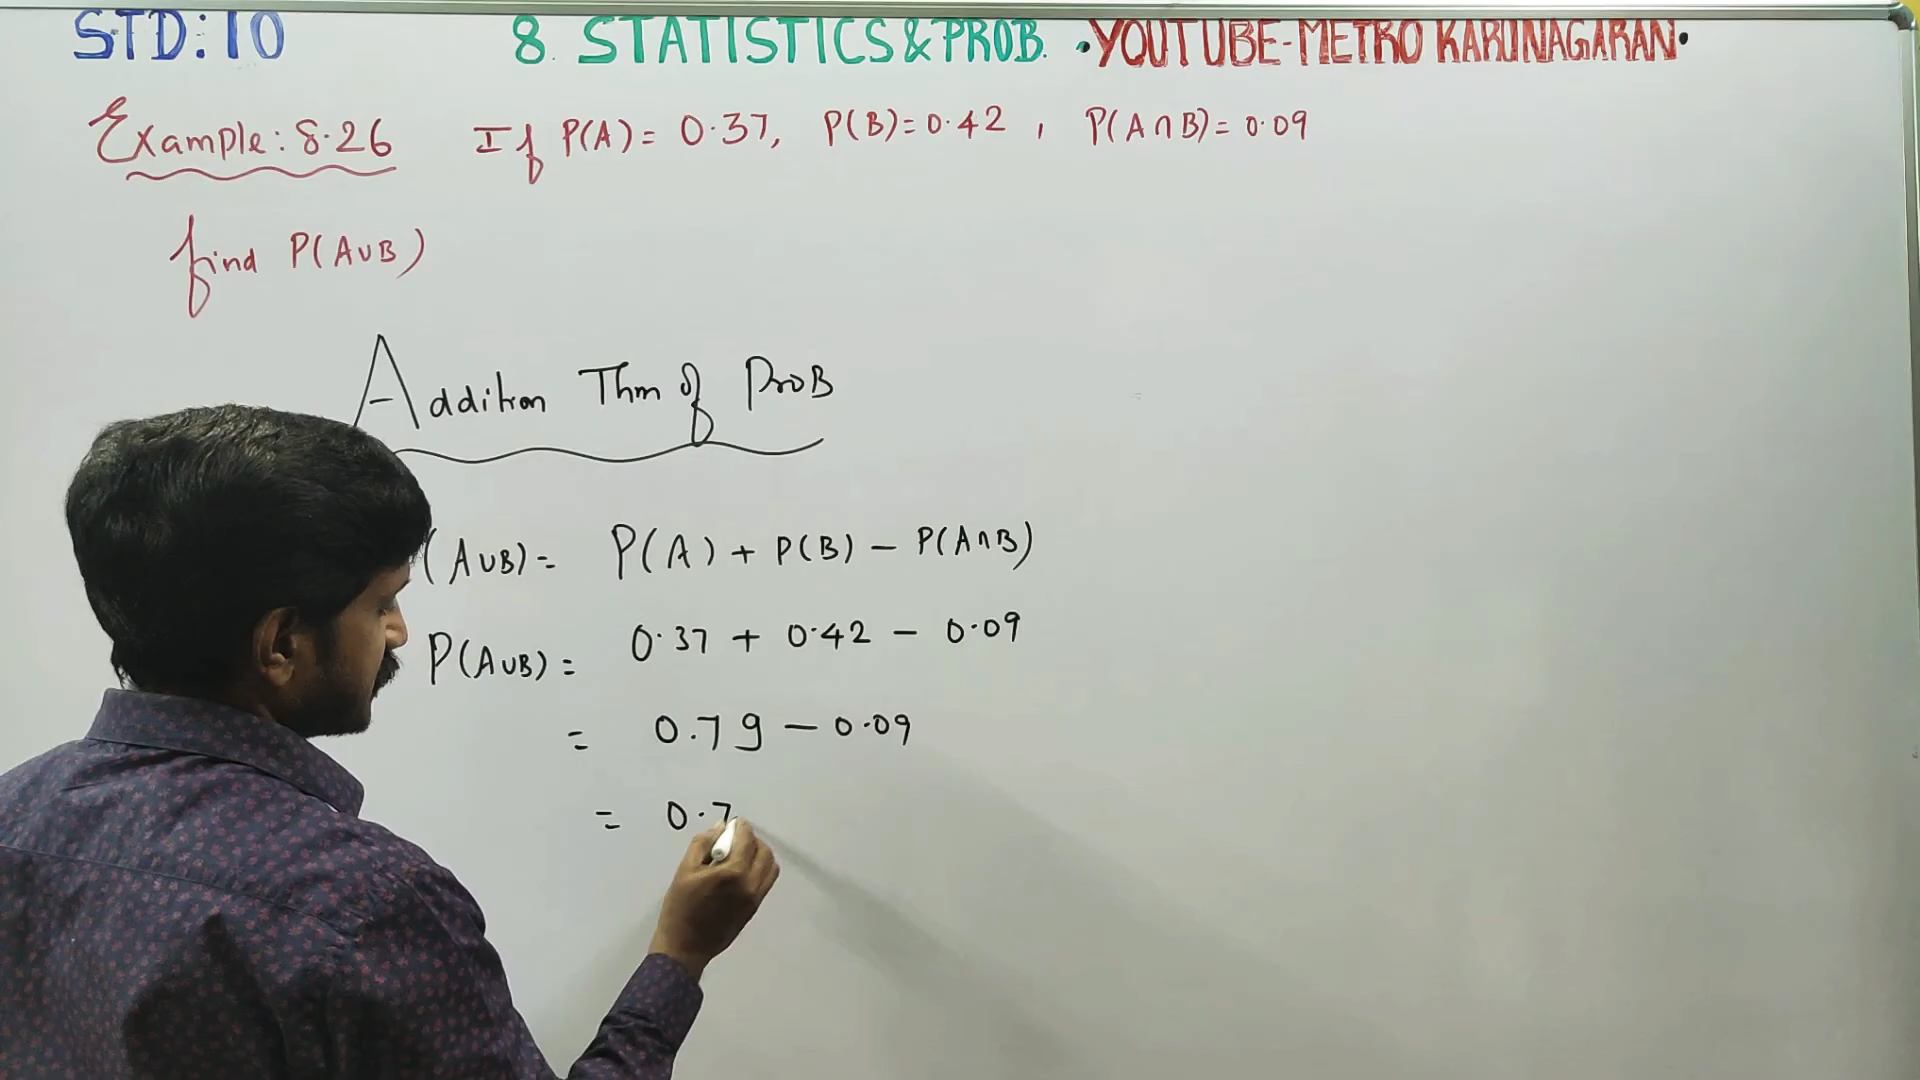 STD: 10 8. STATISTICS & PROB. •YOUTUBE-METRO KARUNAGARAN•
Example: 8.26 If P(A) = 0.37, P(B) = 0.42 , P(A∩B) = 0.09
find P(A∪B)
Addition Thm of ProB
(A∪B) = P(A) + P(B) − P(A∩B)
P(A∪B) = 0.37 + 0.42 − 0.09
= 0.79 − 0.09
= 0.7